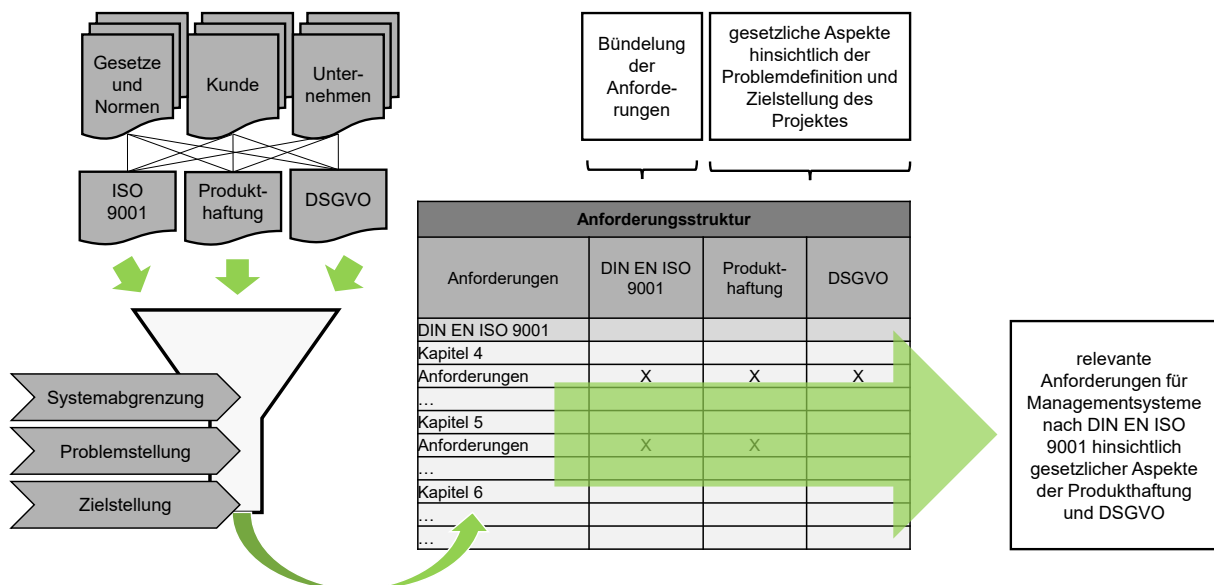 Gesetze
und
Normen
Kunde
Unter-
nehmen
ISO
9001
Produkt-
haftung
DSGVO
Systemabgrenzung
Problemstellung
Zielstellung
Bündelung
der
Anforde-
rungen
gesetzliche Aspekte
hinsichtlich der
Problemdefinition und
Zielstellung des
Projektes
Anforderungsstruktur
Anforderungen
DIN EN ISO
9001
Produkt-
haftung
DSGVO
DIN EN ISO 9001
Kapitel 4
Anforderungen X X X
…
Kapitel 5
Anforderungen X X
…
Kapitel 6
…
…
relevante
Anforderungen für
Managementsysteme
nach DIN EN ISO
9001 hinsichtlich
gesetzlicher Aspekte
der Produkthaftung
und DSGVO